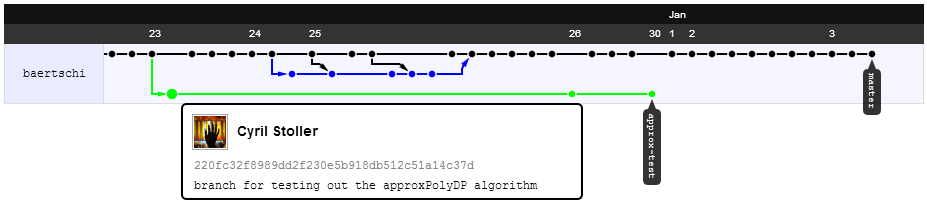 Jan
23 24 25 26 30 1 2 3
baertschi
master
approx-test
Cyril Stoller
220fc32f8989dd2f230e5b918db512c51a14c37d
branch for testing out the approxPolyDP algorithm